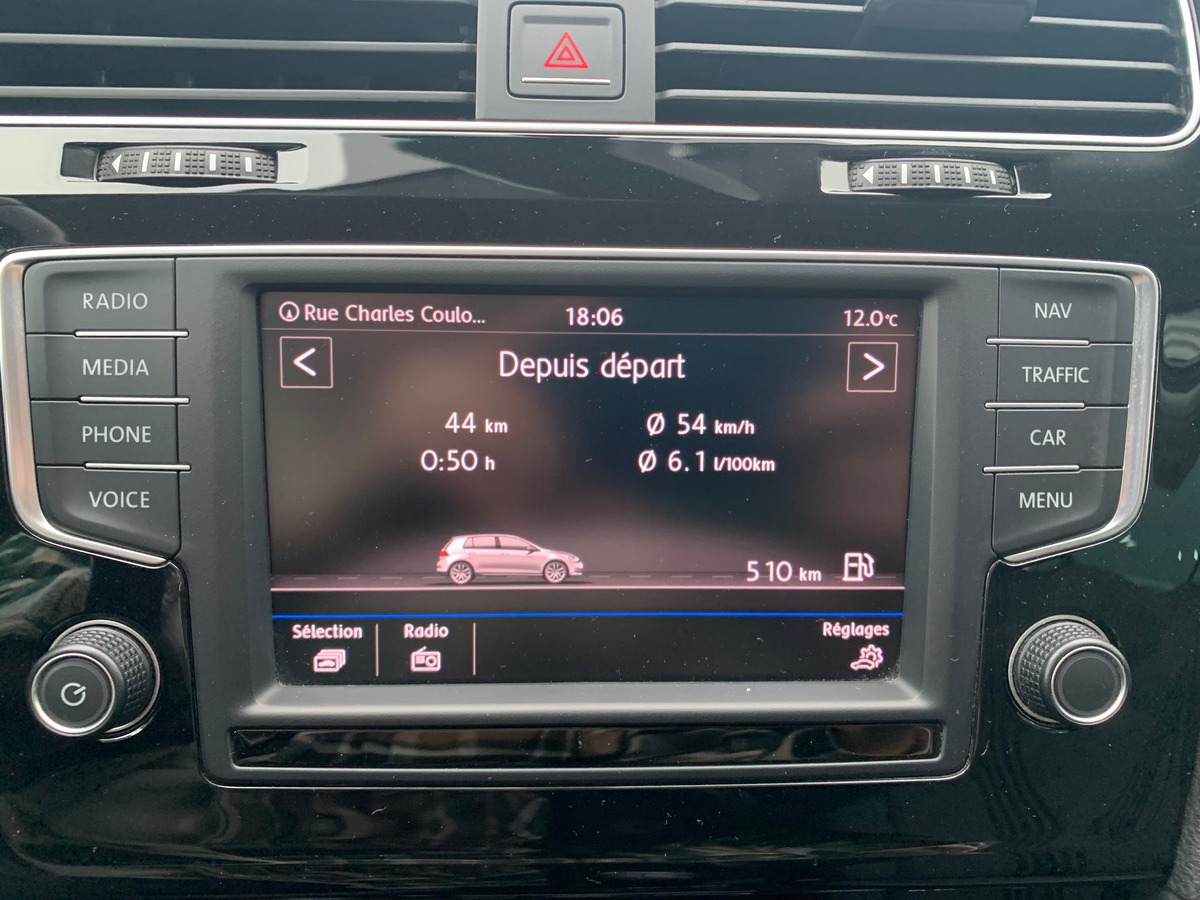 RADIO
MEDIA
PHONE
VOICE
Rue Charles Coulo... 18:06 12.0°C
< Depuis départ >
44 km Ø 54 km/h
0:50 h Ø 6.1 l/100km
510 km
Sélection Radio Réglages
NAV
TRAFFIC
CAR
MENU